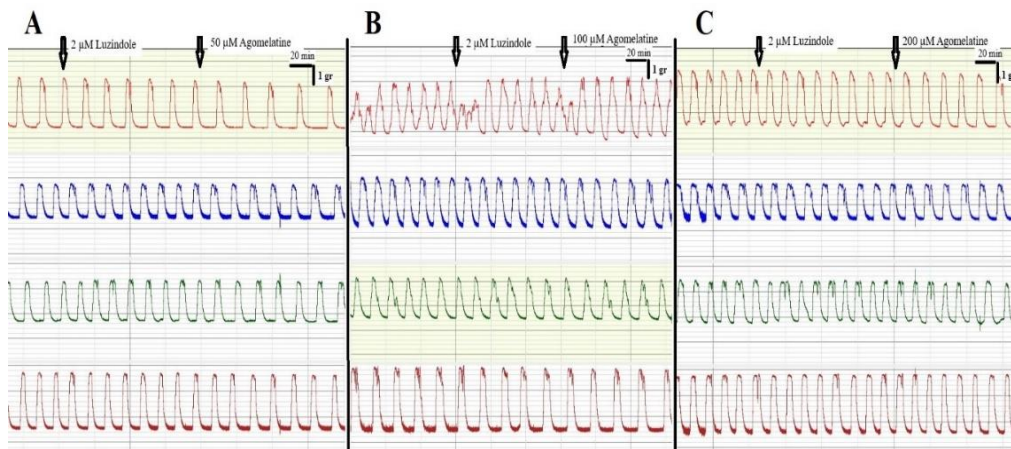 A
2 µM Luzindole
50 µM Agomelatine
20 min
1 gr
B
2 µM Luzindole
100 µM Agomelatine
20 min
1 gr
C
2 µM Luzindole
200 µM Agomelatine
20 min
1 gr